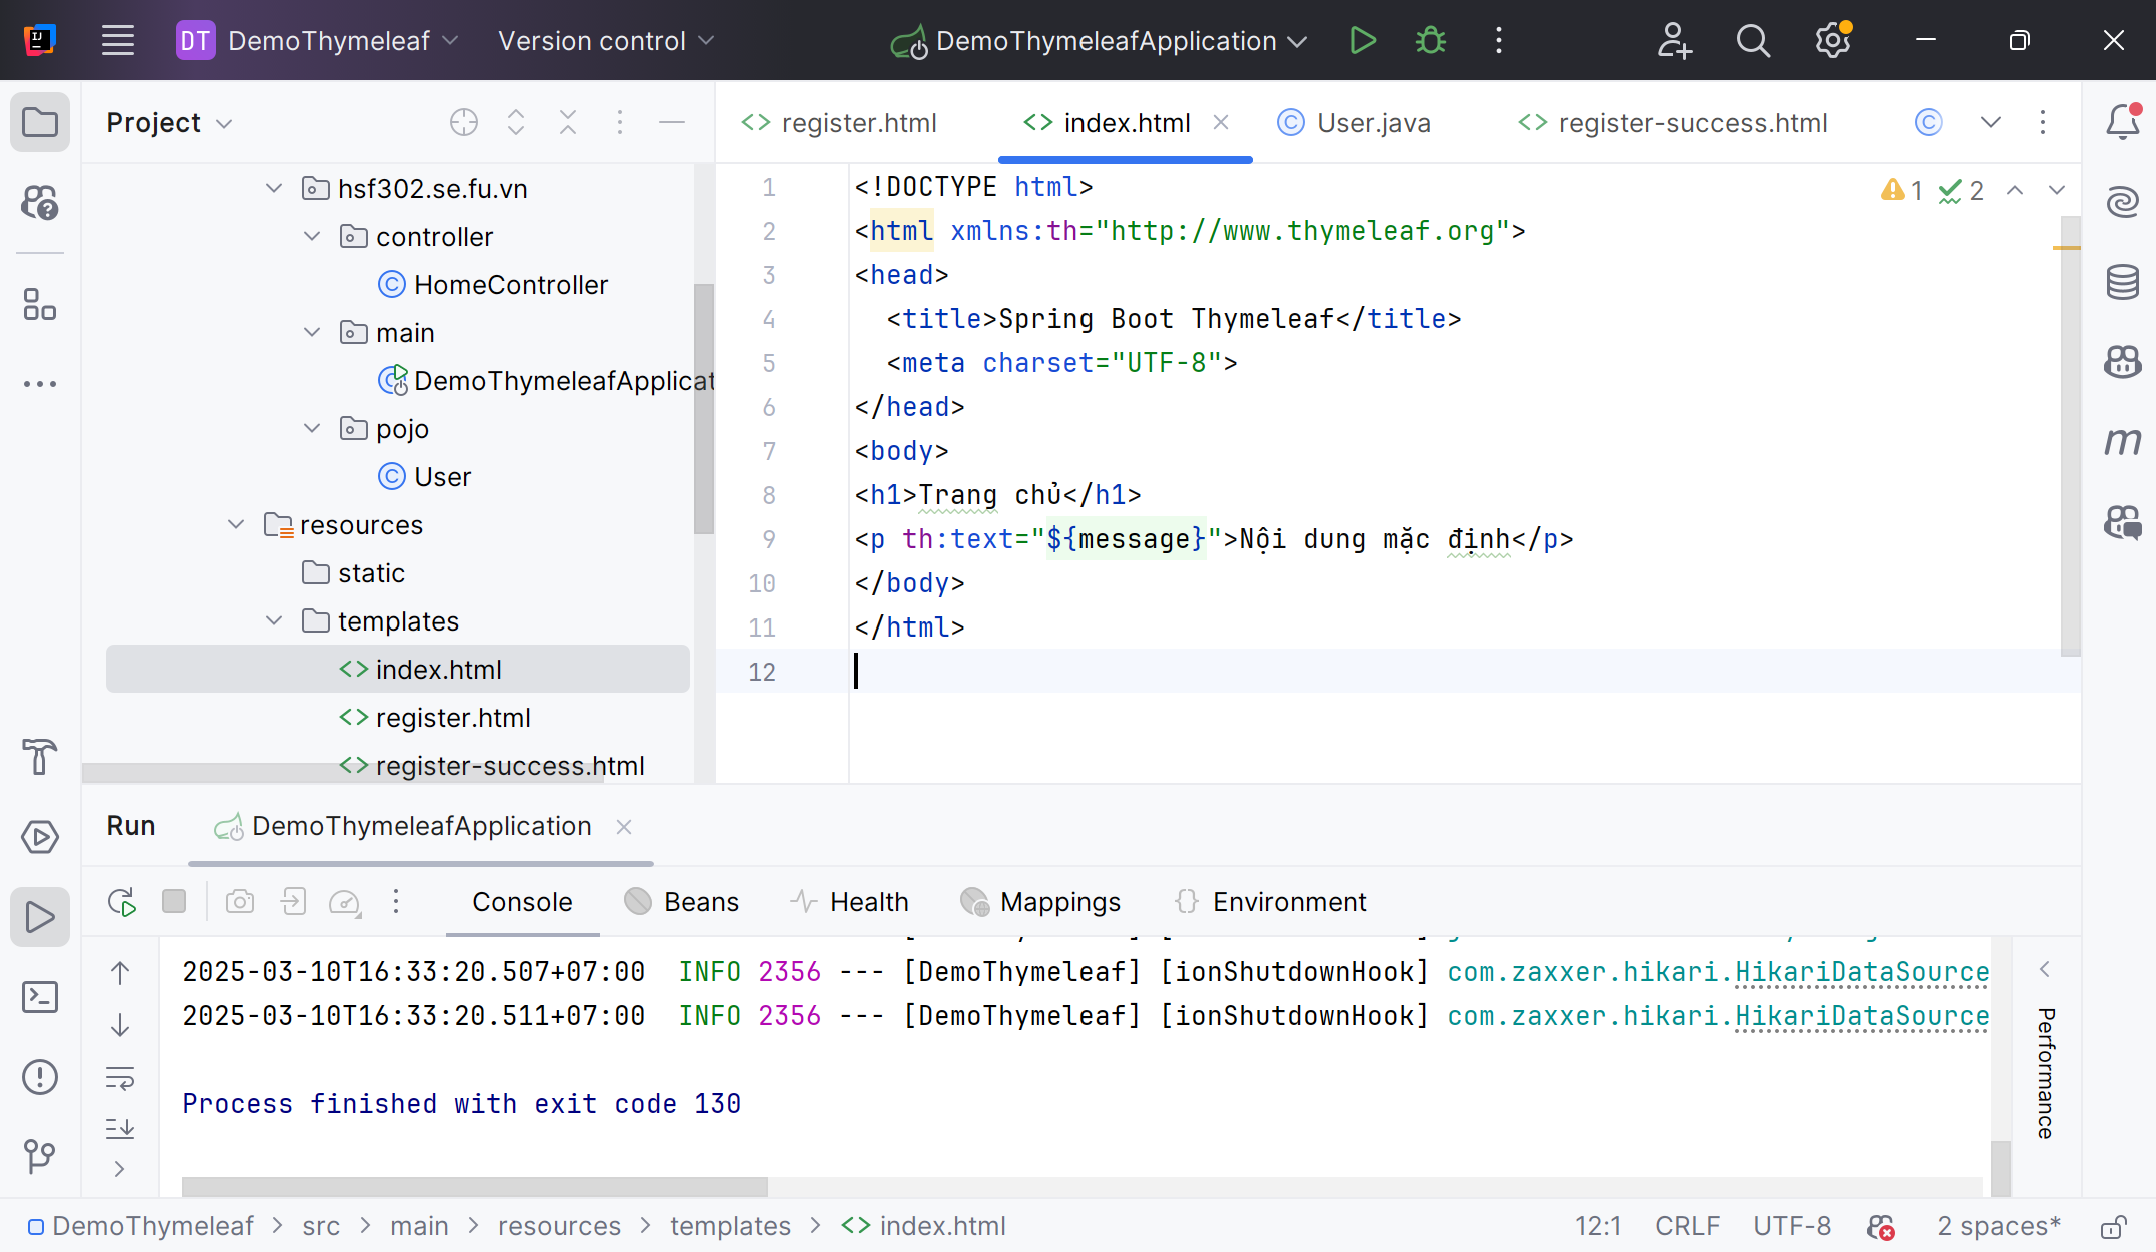 DT DemoThymeleaf Version control DemoThymeleafApplication
Project
hsf302.se.fu.vn
controller
HomeController
main
DemoThymeleafApplicat
pojo
User
resources
static
templates
index.html
register.html
register-success.html
register.html index.html User.java register-success.html
1 2
1 <!DOCTYPE html>
2 <html xmlns:th="http://www.thymeleaf.org">
3 <head>
4 <title>Spring Boot Thymeleaf</title>
5 <meta charset="UTF-8">
6 </head>
7 <body>
8 <h1>Trang chủ</h1>
9 <p th:text="${message}">Nội dung mặc định</p>
10 </body>
11 </html>
12
Run DemoThymeleafApplication
Console Beans Health Mappings Environment
2025-03-10T16:33:20.507+07:00 INFO 2356 --- [DemoThymeleaf] [ionShutdownHook] com.zaxxer.hikari.HikariDataSource
2025-03-10T16:33:20.511+07:00 INFO 2356 --- [DemoThymeleaf] [ionShutdownHook] com.zaxxer.hikari.HikariDataSource
Process finished with exit code 130
Performance
DemoThymeleaf > src > main > resources > templates > index.html
12:1 CRLF UTF-8 2 spaces*